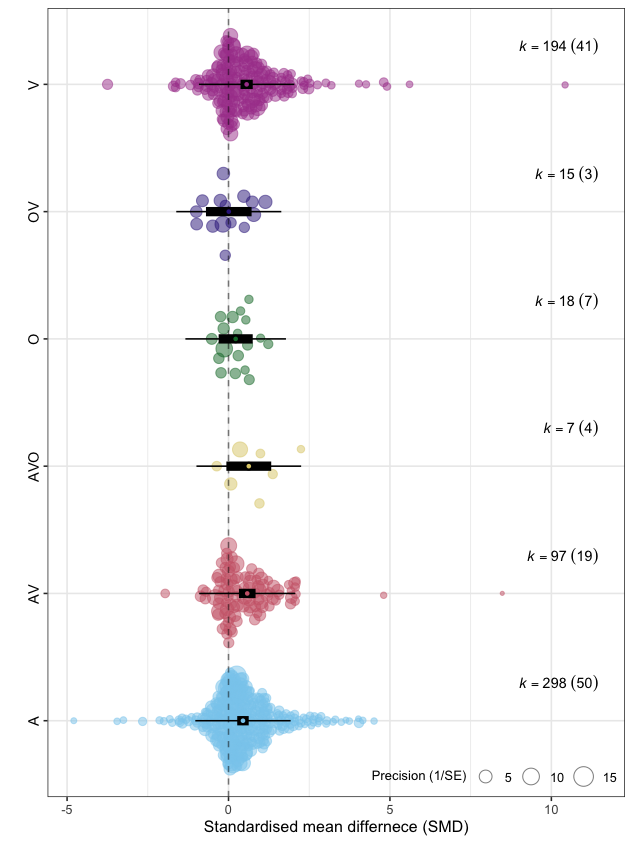 V
k = 194 (41)
OV
k = 15 (3)
O
k = 18 (7)
AVO
k = 7 (4)
AV
k = 97 (19)
A
k = 298 (50)
Precision (1/SE) 5 10 15
-5 0 5 10
Standardised mean differnece (SMD)